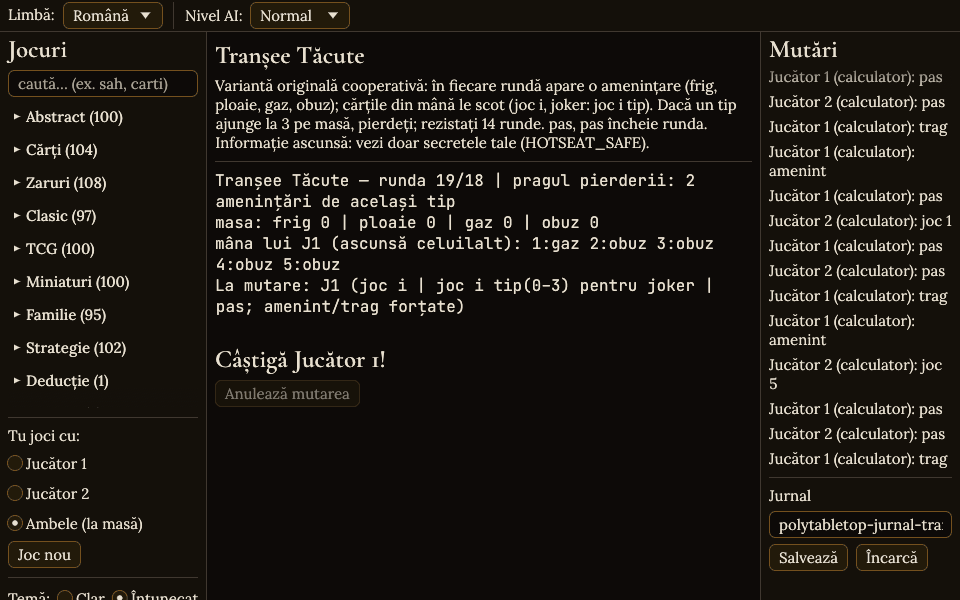 Limbă:
Română
Nivel AI:
Normal
Jocuri
caută... (ex. sah, carti)
Abstract (100)
Cărți (104)
Zaruri (108)
Clasic (97)
TCG (100)
Miniaturi (100)
Familie (95)
Strategie (102)
Deducție (1)
Tu joci cu:
Jucător 1
Jucător 2
Ambele (la masă)
Joc nou
Temă: Clar Întunecat
Tranșee Tăcute
Variantă originală cooperativă: în fiecare rundă apare o amenințare (frig,
ploaie, gaz, obuz); cărțile din mână le scot (joc i, joker: joc i tip). Dacă un tip
ajunge la 3 pe masă, pierdeți; rezistați 14 runde. pas, pas încheie runda.
Informație ascunsă: vezi doar secretele tale (HOTSEAT_SAFE).
Tranșee Tăcute — runda 19/18 | pragul pierderii: 2
amenințări de același tip
masa: frig 0 | ploaie 0 | gaz 0 | obuz 0
mâna lui J1 (ascunsă celuilalt): 1:gaz 2:obuz 3:obuz
4:obuz 5:obuz
La mutare: J1 (joc i | joc i tip(0–3) pentru joker |
pas; amenint/trag forțate)
Câștigă Jucător 1!
Anulează mutarea
Mutări
Jucător 1 (calculator): pas
Jucător 2 (calculator): pas
Jucător 1 (calculator): trag
Jucător 1 (calculator):
amenint
Jucător 1 (calculator): pas
Jucător 2 (calculator): joc 1
Jucător 1 (calculator): pas
Jucător 2 (calculator): pas
Jucător 1 (calculator): trag
Jucător 1 (calculator):
amenint
Jucător 2 (calculator): joc
5
Jucător 1 (calculator): pas
Jucător 2 (calculator): pas
Jucător 1 (calculator): trag
Jurnal
polytabletop-jurnal-tra
Salvează
Încarcă